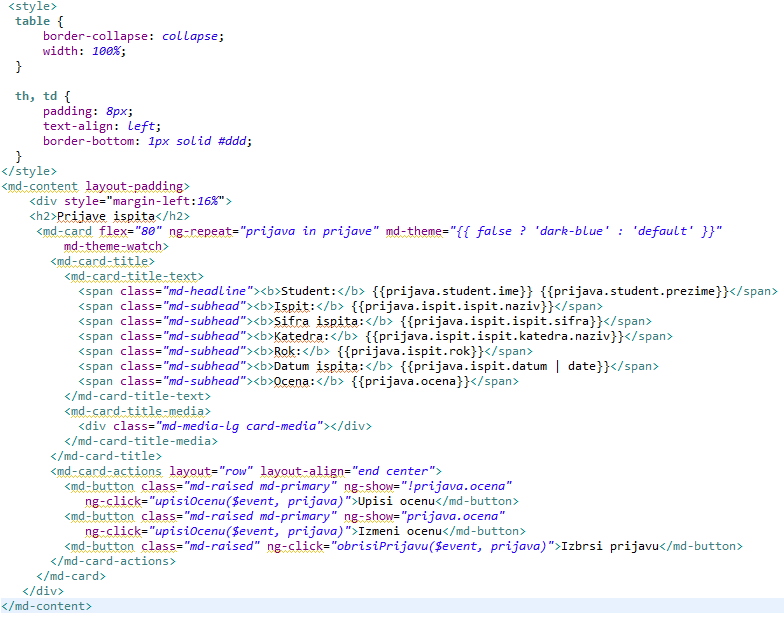 <style>
table {
border-collapse: collapse;
width: 100%;
}
th, td {
padding: 8px;
text-align: left;
border-bottom: 1px solid #ddd;
}
</style>
<md-content layout-padding>
<div style="margin-left:16%">
<h2>Prijave ispita</h2>
<md-card flex="80" ng-repeat="prijava in prijave" md-theme="{{ false ? 'dark-blue' : 'default' }}"
md-theme-watch>
<md-card-title>
<md-card-title-text>
<span class="md-headline"><b>Student:</b> {{prijava.student.ime}} {{prijava.student.prezime}}</span>
<span class="md-subhead"><b>Ispit:</b> {{prijava.ispit.ispit.naziv}}</span>
<span class="md-subhead"><b>Sifra ispita:</b> {{prijava.ispit.ispit.sifra}}</span>
<span class="md-subhead"><b>Katedra:</b> {{prijava.ispit.ispit.katedra.naziv}}</span>
<span class="md-subhead"><b>Rok:</b> {{prijava.ispit.rok}}</span>
<span class="md-subhead"><b>Datum ispita:</b> {{prijava.ispit.datum | date}}</span>
<span class="md-subhead"><b>Ocena:</b> {{prijava.ocena}}</span>
</md-card-title-text>
<md-card-title-media>
<div class="md-media-lg card-media"></div>
</md-card-title-media>
</md-card-title>
<md-card-actions layout="row" layout-align="end center">
<md-button class="md-raised md-primary" ng-show="!prijava.ocena"
ng-click="upisiOcenu($event, prijava)">Upisi ocenu</md-button>
<md-button class="md-raised md-primary" ng-show="prijava.ocena"
ng-click="upisiOcenu($event, prijava)">Izmeni ocenu</md-button>
<md-button class="md-raised" ng-click="obrisiPrijavu($event, prijava)">Izbrsi prijavu</md-button>
</md-card-actions>
</md-card>
</div>
</md-content>